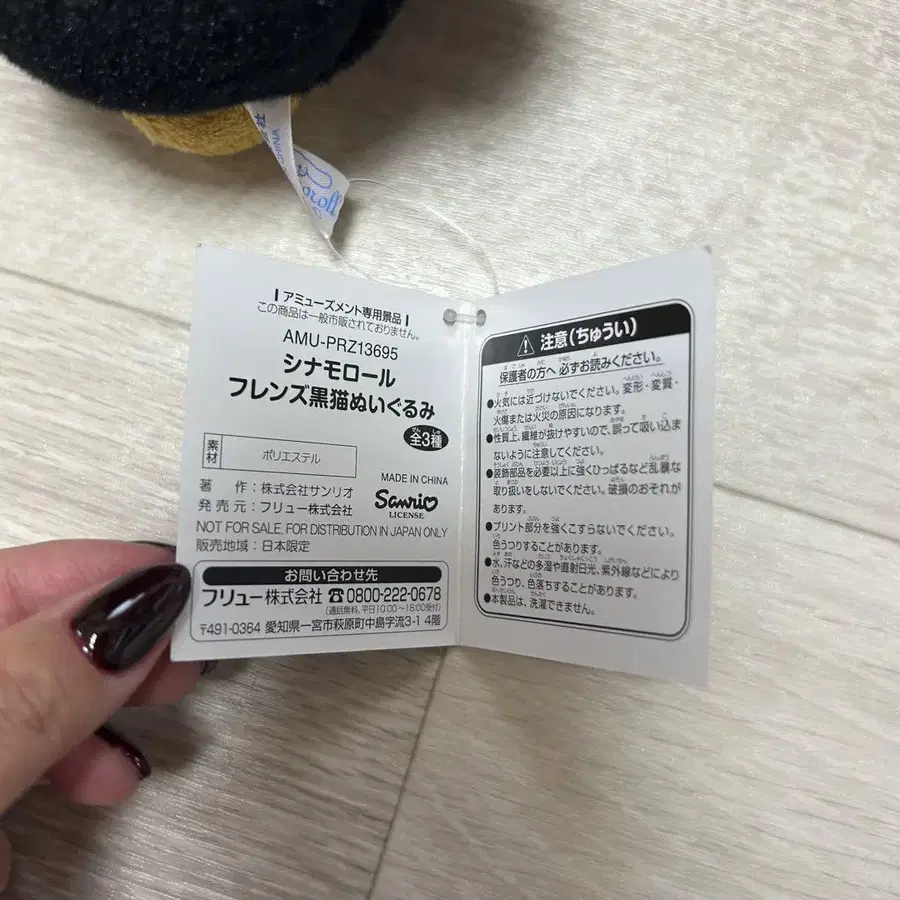 CHINA
アミューズメント専用景品
この商品は一般市販されておりません。
AMU-PRZ13695
シナモロール
フレンズ黒猫ぬいぐるみ
全3種
素材 ポリエステル
MADE IN CHINA
著 作：株式会社サンリオ
発売元：フリュー株式会社
Sanrio
LICENSE
NOT FOR SALE. FOR DISTRIBUTION IN JAPAN ONLY
販売地域：日本限定
お問い合わせ先
フリュー株式会社 ☎0800-222-0678
(通話無料、平日10:00～18:00受付)
〒491-0364 愛知県一宮市萩原町中島字流3-1 4階
注意(ちゅうい)
保護者の方へ 必ずお読みください。
●火気には近づけないでください。変形・変質・
火傷または火災の原因になります。
●性質上、繊維が抜けやすいので、誤って吸い込ま
ないように注意してください。
●装飾部品を必要以上に強くひっぱるなど乱暴な
取り扱いをしないでください。破損のおそれが
あります。
●プリント部分を強くこすらないでください。
色うつりすることがあります。
●水、汗などの多湿や直射日光、紫外線などにより
色うつり、色落ちすることがあります。
●本製品は、洗濯できません。